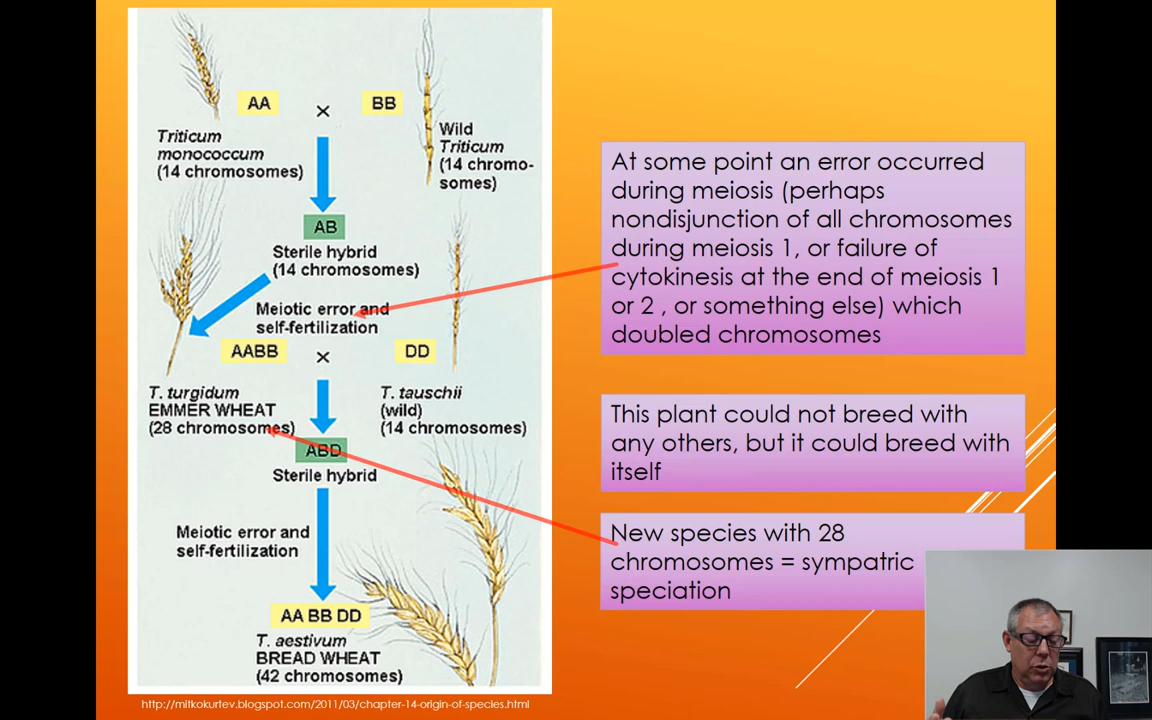 AA
×
BB
Triticum
monococcum
(14 chromosomes)
Wild
Triticum
(14 chromo-
somes)
AB
Sterile hybrid
(14 chromosomes)
Meiotic error and
self-fertilization
AABB
×
DD
T. turgidum
EMMER WHEAT
(28 chromosomes)
T. tauschii
(wild)
(14 chromosomes)
ABD
Sterile hybrid
Meiotic error and
self-fertilization
AA BB DD
T. aestivum
BREAD WHEAT
(42 chromosomes)
http://mitkokurtev.blogspot.com/2011/03/chapter-14-origin-of-species.html
At some point an error occurred
during meiosis (perhaps
nondisjunction of all chromosomes
during meiosis 1, or failure of
cytokinesis at the end of meiosis 1
or 2 , or something else) which
doubled chromosomes
This plant could not breed with
any others, but it could breed with
itself
New species with 28
chromosomes = sympatric
speciation